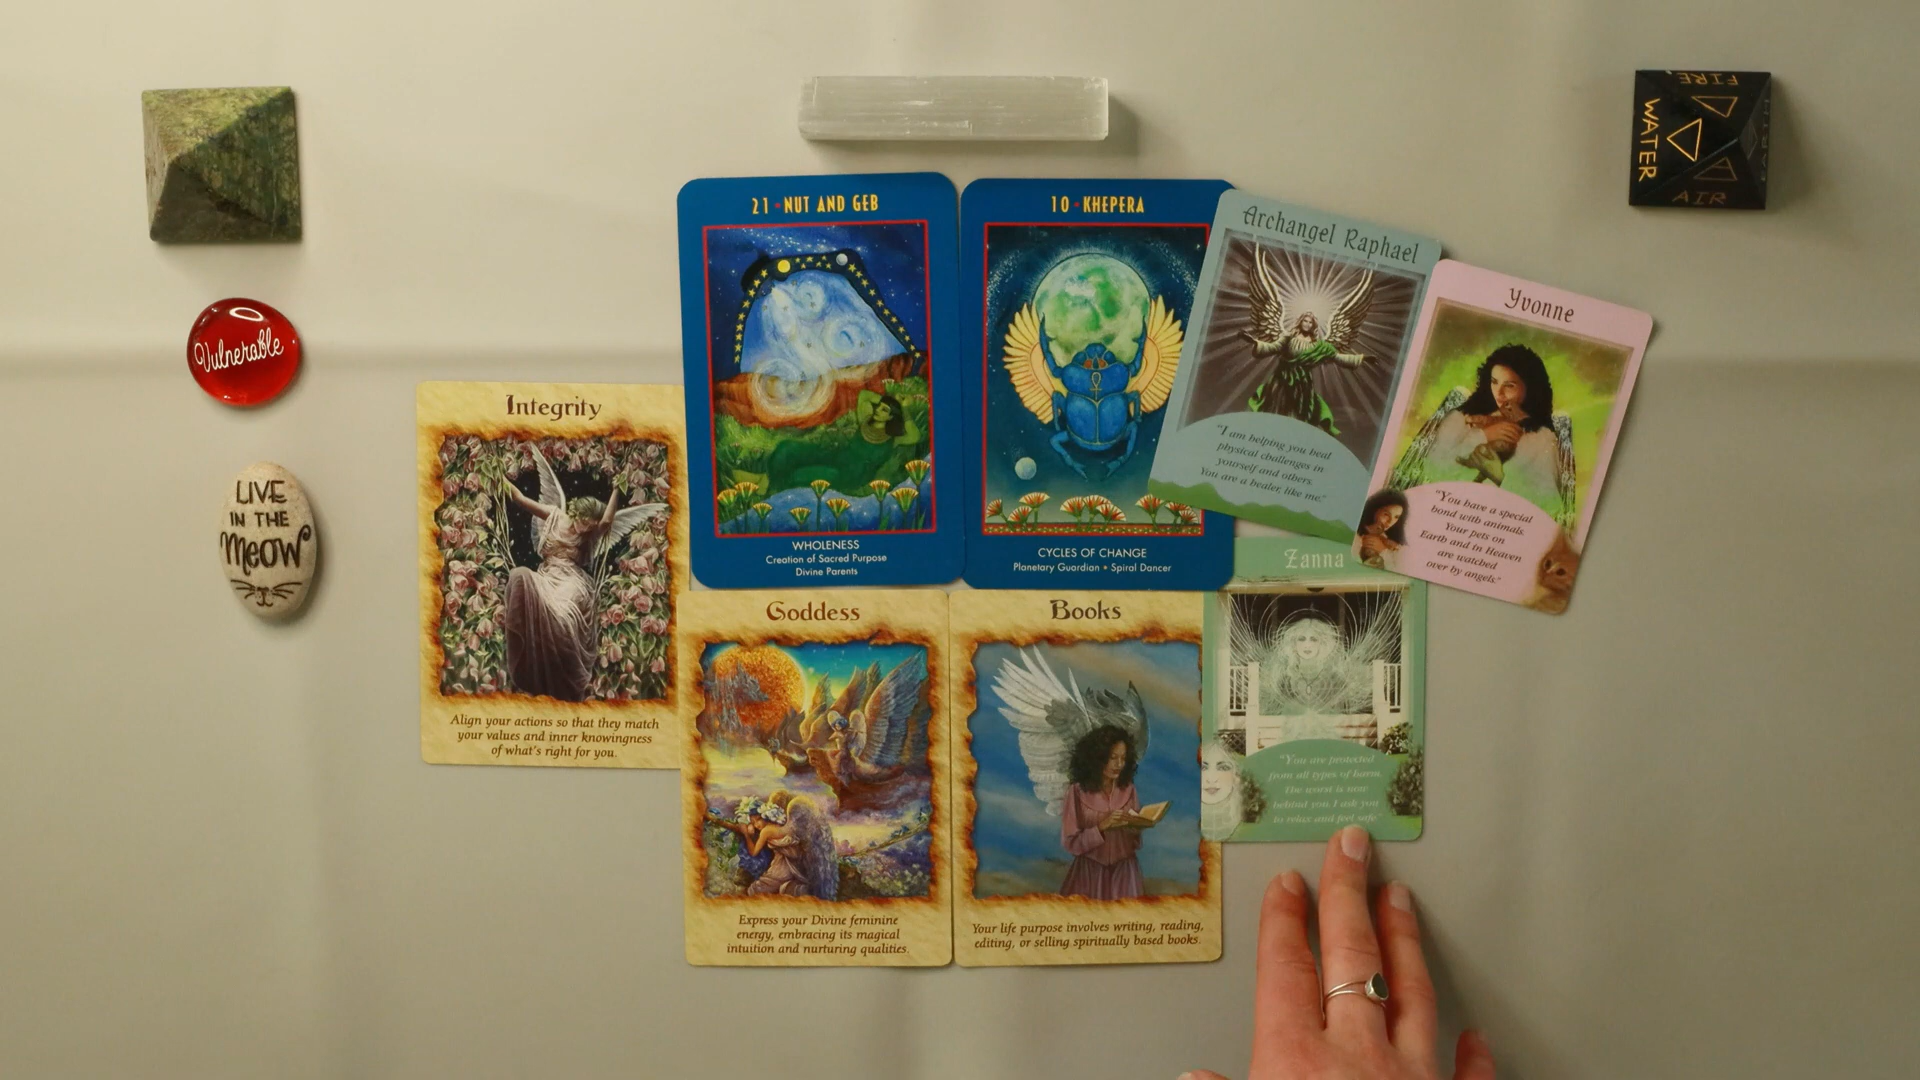 FIRE
WATER
AIR
EARTH
Vulnerable
LIVE
IN THE
MEOW
Integrity
Align your actions so that they match
your values and inner knowingness
of what's right for you.
21 • NUT AND GEB
WHOLENESS
Creation of Sacred Purpose
Divine Parents
10 • KHEPERA
CYCLES OF CHANGE
Planetary Guardian • Spiral Dancer
Archangel Raphael
"I am helping you heal
physical challenges in
yourself and others.
You are a healer, like me."
Yvonne
"You have a special
bond with animals.
Your pets on
Earth and in Heaven
are watched
over by angels."
Goddess
Express your Divine feminine
energy, embracing its magical
intuition and nurturing qualities.
Books
Your life purpose involves writing, reading,
editing, or selling spiritually based books.
Zanna
"You are protected
from all types of harm.
The worst is now
behind you. I ask you
to relax and feel safe."